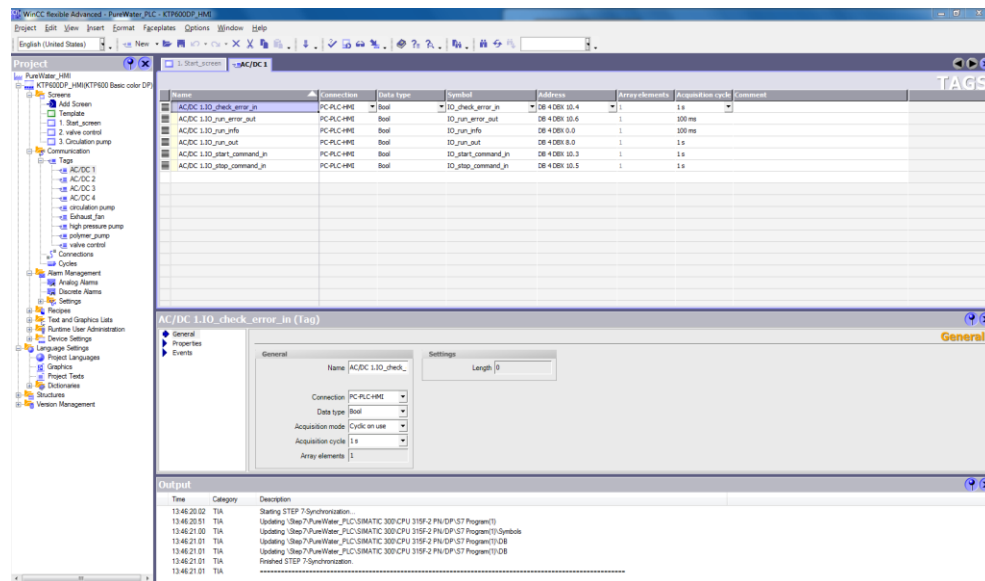 WinCC flexible Advanced - PureWater_PLC - KTP600DP_HMI
Project Edit View Insert Format Faceplates Options Window Help
English (United States) New
Project
1. Start_screen AC/DC 1
TAGS
PureWater_HMI
KTP600DP_HMI(KTP600 Basic color DP)
Screens
Add Screen
Template
1. Start_screen
2. valve control
3. Circulation pump
Communication
Tags
AC/DC 1
AC/DC 2
AC/DC 3
AC/DC 4
circulation pump
Exhaust_fan
high pressure pump
polymer_pump
valve control
Connections
Cycles
Alarm Management
Analog Alarms
Discrete Alarms
Settings
Recipes
Text and Graphics Lists
Runtime User Administration
Device Settings
Language Settings
Project Languages
Graphics
Project Texts
Dictionaries
Structures
Version Management
Name Connection Data type Symbol Address Array elements Acquisition cycle Comment
AC/DC 1.IO_check_error_in PC-PLC-HMI Bool IO_check_error_in DB 4 DBX 10.4 1 1 s
AC/DC 1.IO_run_error_out PC-PLC-HMI Bool IO_run_error_out DB 4 DBX 10.6 1 100 ms
AC/DC 1.IO_run_info PC-PLC-HMI Bool IO_run_info DB 4 DBX 0.0 1 100 ms
AC/DC 1.IO_run_out PC-PLC-HMI Bool IO_run_out DB 4 DBX 8.0 1 1 s
AC/DC 1.IO_start_command_in PC-PLC-HMI Bool IO_start_command_in DB 4 DBX 10.3 1 1 s
AC/DC 1.IO_stop_command_in PC-PLC-HMI Bool IO_stop_command_in DB 4 DBX 10.5 1 1 s
AC/DC 1.IO_check_error_in (Tag)
General
Properties
Events
General
General
Name AC/DC 1.IO_check_
Connection PC-PLC-HMI
Data type Bool
Acquisition mode Cyclic on use
Acquisition cycle 1 s
Array elements 1
Settings
Length 0
Output
Time Category Description
13:46:20.02 TIA Starting STEP 7-Synchronization...
13:46:20.51 TIA Updating \Step7\PureWater_PLC\SIMATIC 300\CPU 315F-2 PN/DP\S7 Program(1)
13:46:21.00 TIA Updating \Step7\PureWater_PLC\SIMATIC 300\CPU 315F-2 PN/DP\S7 Program(1)\Symbols
13:46:21.01 TIA Updating \Step7\PureWater_PLC\SIMATIC 300\CPU 315F-2 PN/DP\S7 Program(1)\DB
13:46:21.01 TIA Updating \Step7\PureWater_PLC\SIMATIC 300\CPU 315F-2 PN/DP\S7 Program(1)\DB
13:46:21.01 TIA Finished STEP 7-Synchronization.
13:46:21.01 TIA